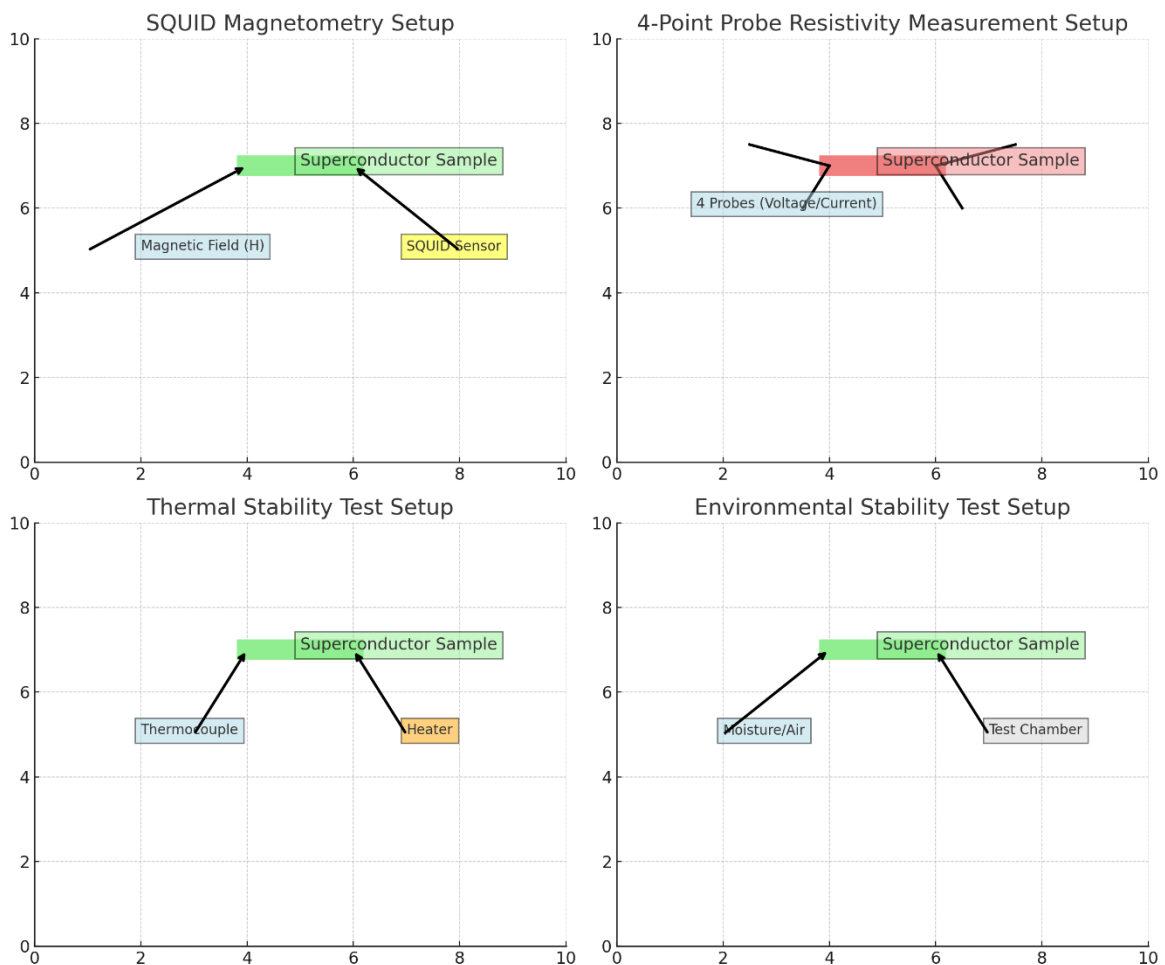 SQUID Magnetometry Setup
10
8
6
4
2
0
Superconductor Sample
Magnetic Field (H)
SQUID Sensor
0 2 4 6 8 10
4-Point Probe Resistivity Measurement Setup
10
8
6
4
2
0
Superconductor Sample
4 Probes (Voltage/Current)
0 2 4 6 8 10
Thermal Stability Test Setup
10
8
6
4
2
0
Superconductor Sample
Thermocouple
Heater
0 2 4 6 8 10
Environmental Stability Test Setup
10
8
6
4
2
0
Superconductor Sample
Moisture/Air
Test Chamber
0 2 4 6 8 10